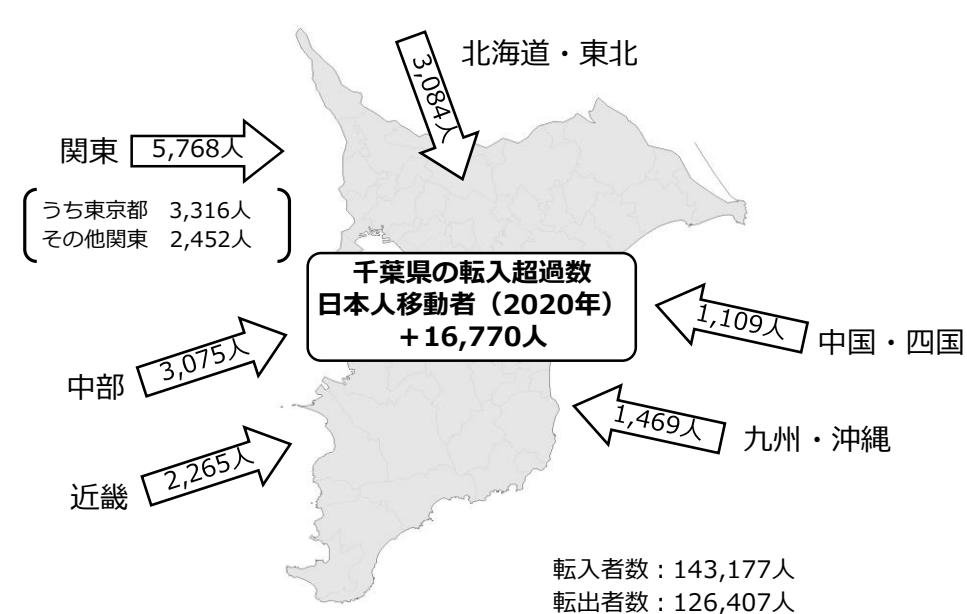 北海道・東北
3,084人
関東
5,768人
うち東京都 3,316人
その他関東 2,452人
千葉県の転入超過数
日本人移動者（2020年）
＋16,770人
1,109人
中国・四国
中部
3,075人
1,469人
九州・沖縄
近畿
2,265人
転入者数：143,177人
転出者数：126,407人